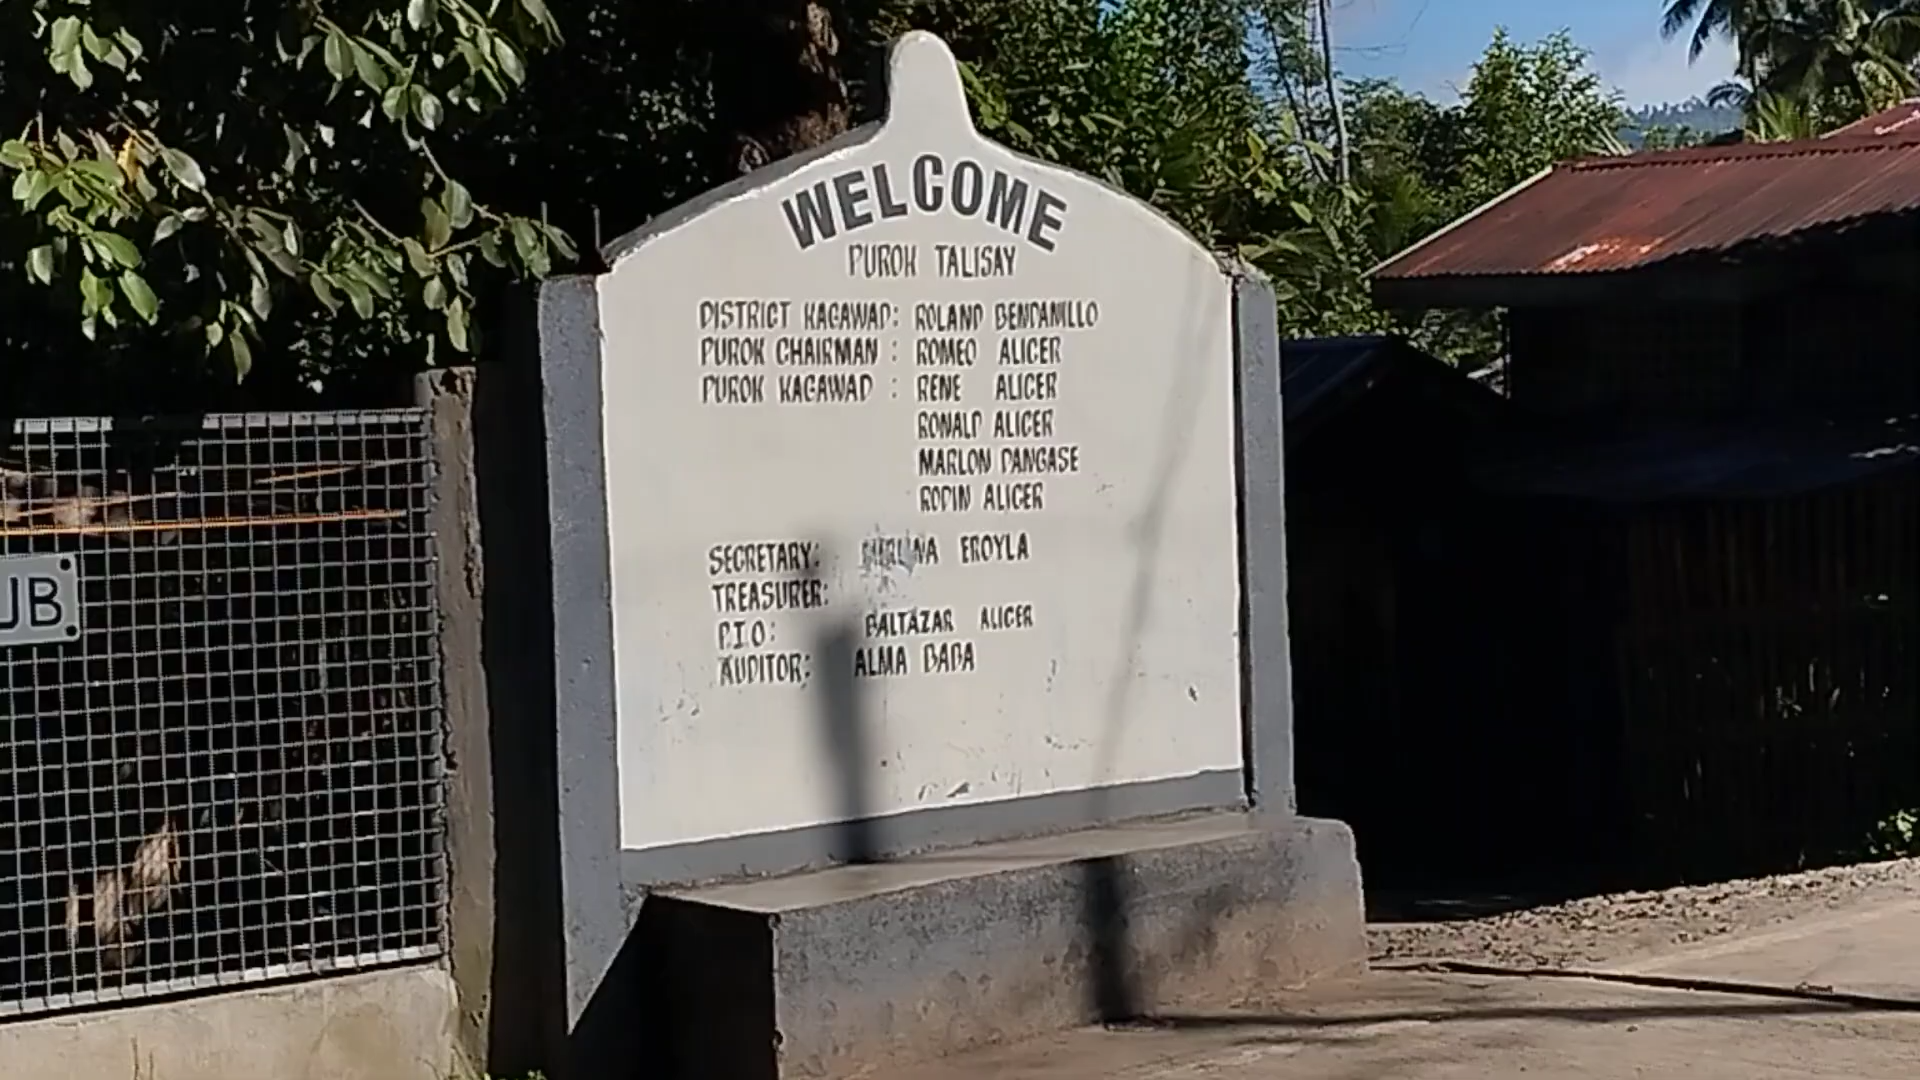 WELCOME
PUROK TALISAY
DISTRICT KAGAWAD: ROLAND BENDANILLO
PUROK CHAIRMAN : ROMEO ALICER
PUROK KAGAWAD : RENE ALICER
RONALD ALICER
MARLON DANGASE
RODIN ALICER
SECRETARY: EROYLA
TREASURER:
P.I.O: BALTAZAR ALICER
AUDITOR: ALMA BABA
UB